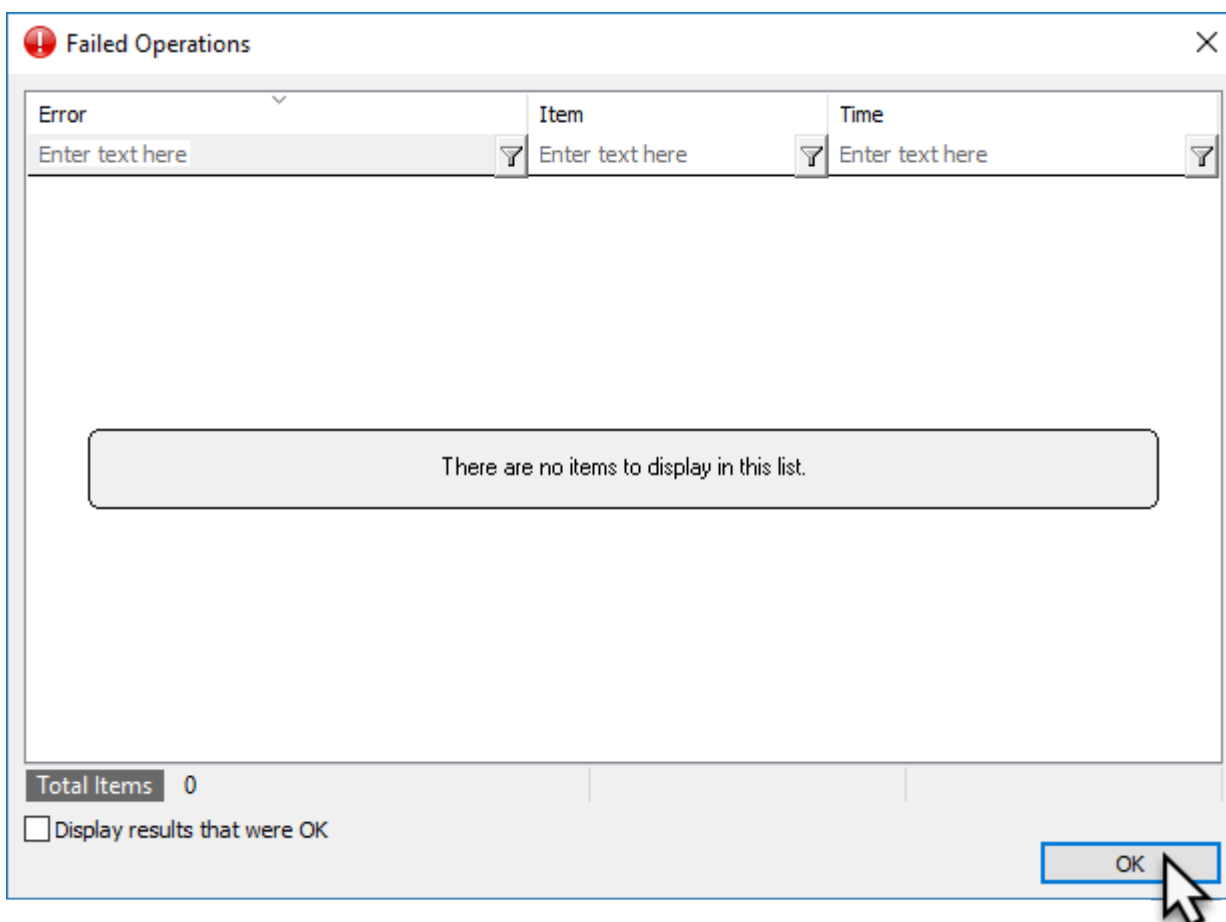 Failed Operations
Error Item Time
Enter text here Enter text here Enter text here
There are no items to display in this list.
Total Items 0
Display results that were OK
OK